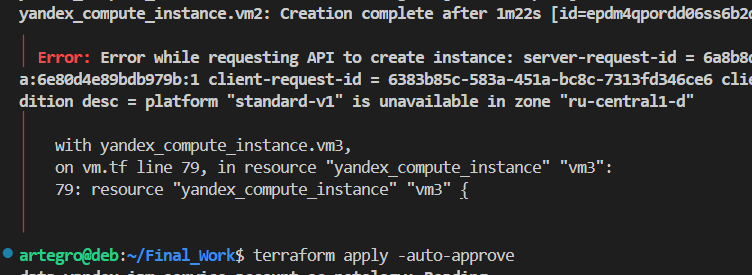 yandex_compute_instance.vm2: Creation complete after 1m22s [id=epdm4qpordd06ss6b2
Error: Error while requesting API to create instance: server-request-id = 6a8b8
a:6e80d4e89bdb979b:1 client-request-id = 6383b85c-583a-451a-bc8c-7313fd346ce6 clie
dition desc = platform "standard-v1" is unavailable in zone "ru-central1-d"
with yandex_compute_instance.vm3,
on vm.tf line 79, in resource "yandex_compute_instance" "vm3":
79: resource "yandex_compute_instance" "vm3" {
artegro@deb:~/Final_Work$ terraform apply -auto-approve